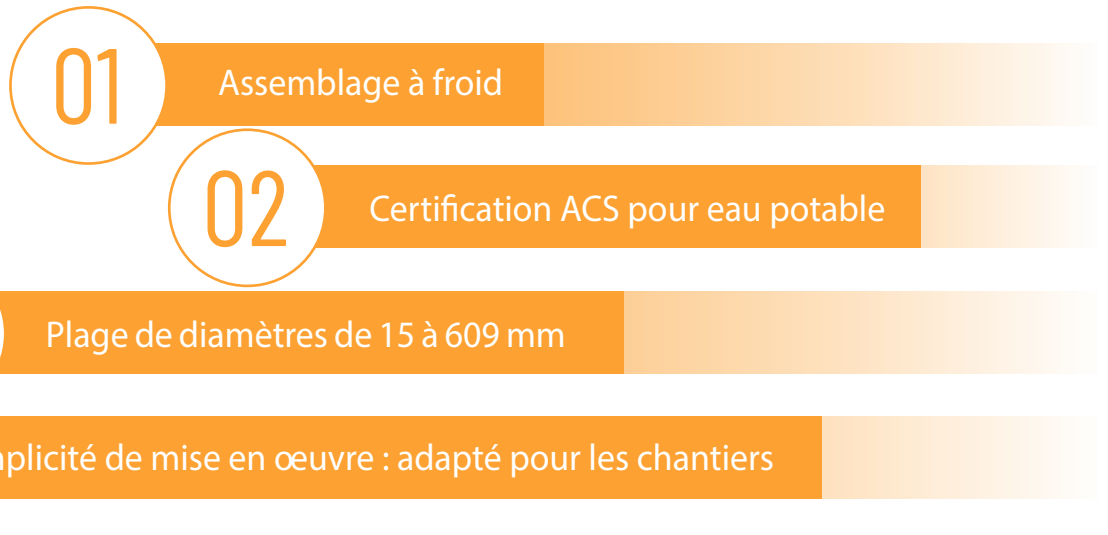 01
Assemblage à froid
02
Certification ACS pour eau potable
Plage de diamètres de 15 à 609 mm
de mise en œuvre : adapté pour les chantiers